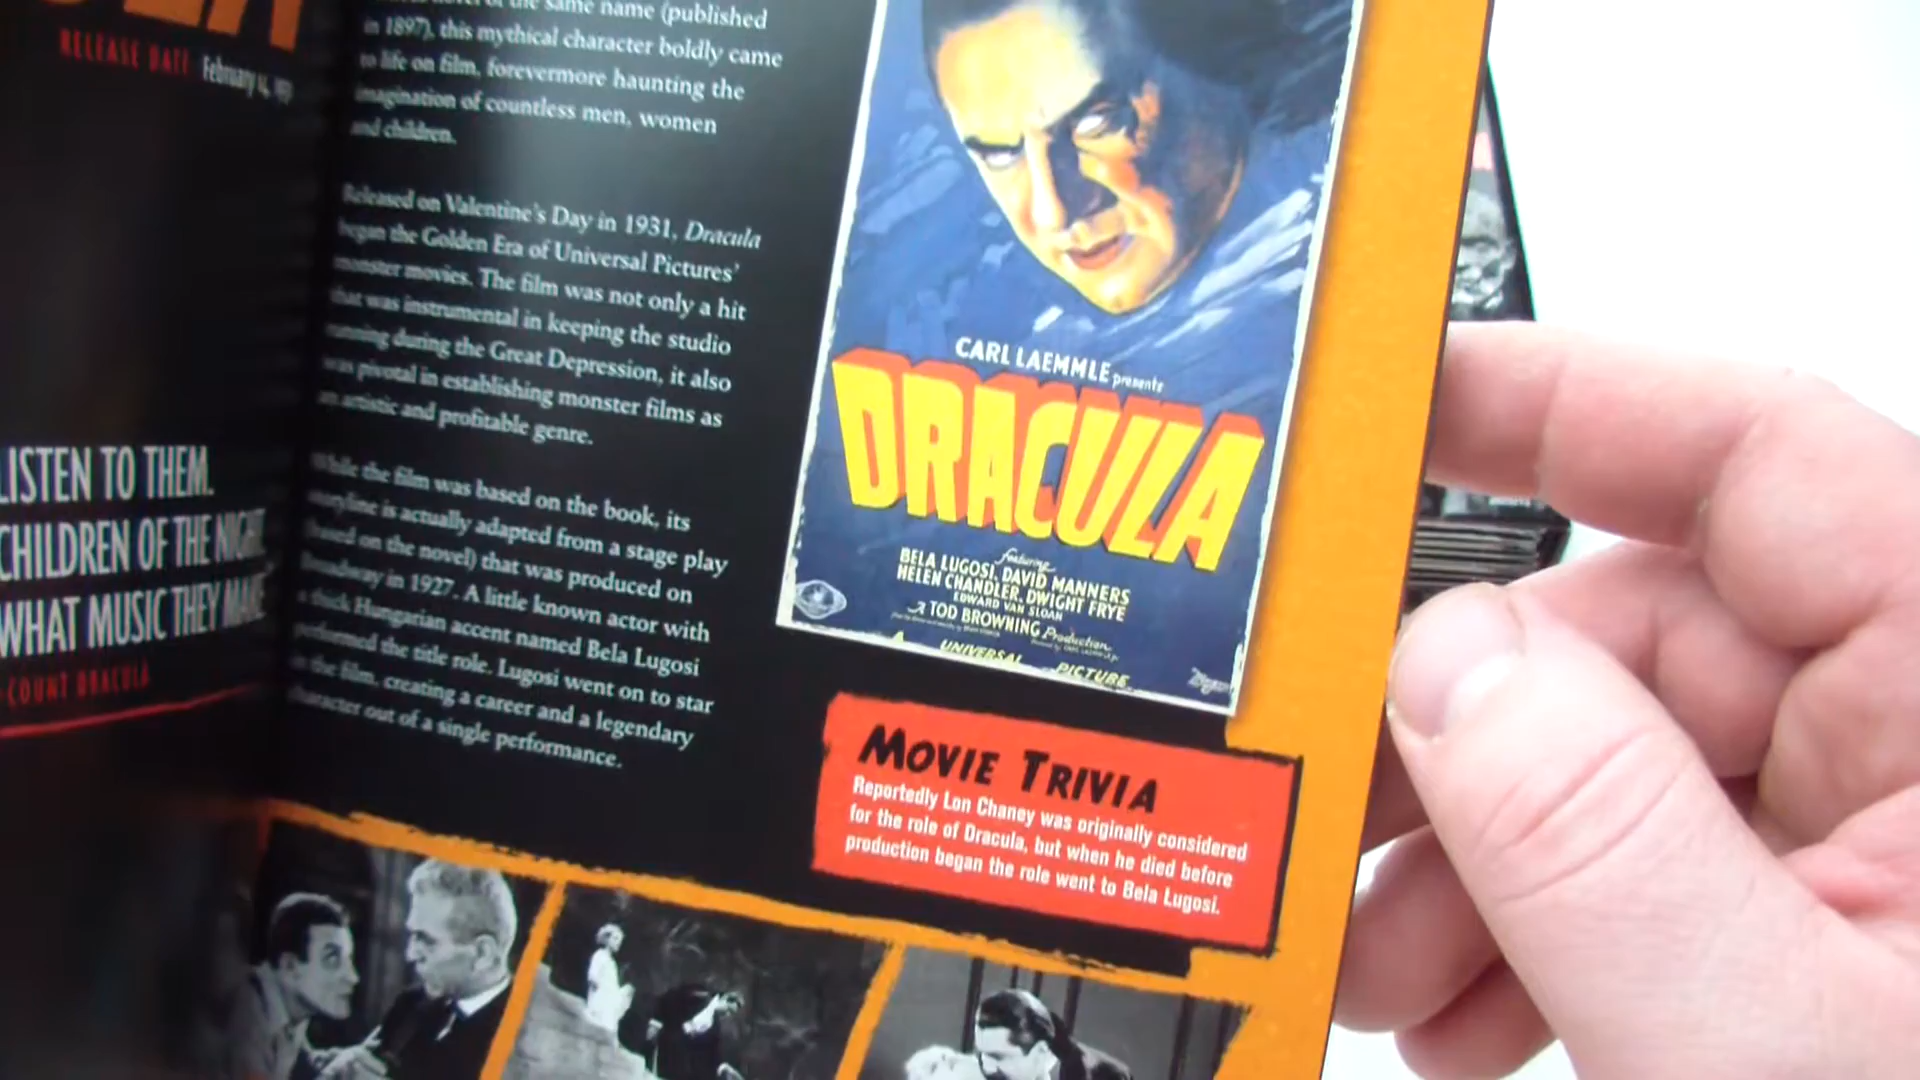 RELEASE DATE February 14, 1931
LISTEN TO THEM.
CHILDREN OF THE NIGHT.
WHAT MUSIC THEY MAKE
-COUNT DRACULA
novel of the same name (published
in 1897), this mythical character boldly came
to life on film, forevermore haunting the
imagination of countless men, women
and children.
Released on Valentine's Day in 1931, Dracula
began the Golden Era of Universal Pictures'
monster movies. The film was not only a hit
that was instrumental in keeping the studio
running during the Great Depression, it also
was pivotal in establishing monster films as
an artistic and profitable genre.
While the film was based on the book, its
storyline is actually adapted from a stage play
(based on the novel) that was produced on
Broadway in 1927. A little known actor with
a thick Hungarian accent named Bela Lugosi
performed the title role. Lugosi went on to star
in the film, creating a career and a legendary
character out of a single performance.
CARL LAEMMLE presents
DRACULA
featuring
BELA LUGOSI, DAVID MANNERS
HELEN CHANDLER, DWIGHT FRYE
EDWARD VAN SLOAN
A TOD BROWNING Production
A UNIVERSAL PICTURE
MOVIE TRIVIA
Reportedly Lon Chaney was originally considered
for the role of Dracula, but when he died before
production began the role went to Bela Lugosi.